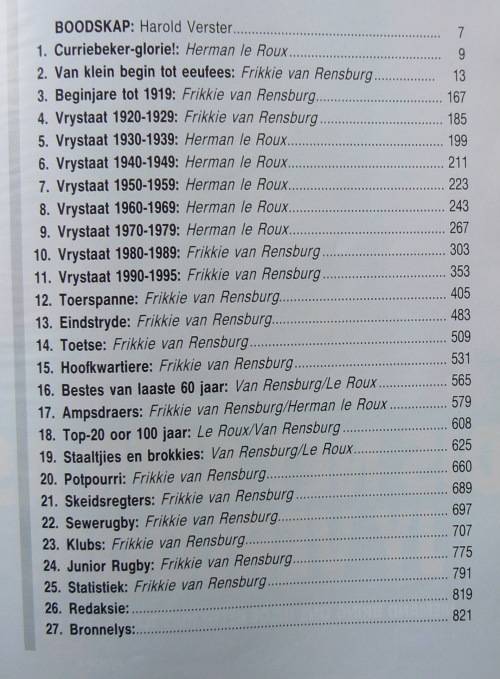 BOODSKAP: Harold Verster........ 7
1. Curriebeker-glorie!: Herman le Roux........ 9
2. Van klein begin tot eeufees: Frikkie van Rensburg........ 13
3. Beginjare tot 1919: Frikkie van Rensburg........ 167
4. Vrystaat 1920-1929: Frikkie van Rensburg........ 185
5. Vrystaat 1930-1939: Herman le Roux........ 199
6. Vrystaat 1940-1949: Herman le Roux........ 211
7. Vrystaat 1950-1959: Herman le Roux........ 223
8. Vrystaat 1960-1969: Herman le Roux........ 243
9. Vrystaat 1970-1979: Herman le Roux........ 267
10. Vrystaat 1980-1989: Frikkie van Rensburg........ 303
11. Vrystaat 1990-1995: Frikkie van Rensburg........ 353
12. Toerspanne: Frikkie van Rensburg........ 405
13. Eindstryde: Frikkie van Rensburg........ 483
14. Toetse: Frikkie van Rensburg........ 509
15. Hoofkwartiere: Frikkie van Rensburg........ 531
16. Bestes van laaste 60 jaar: Van Rensburg/Le Roux........ 565
17. Ampsdraers: Frikkie van Rensburg/Herman le Roux........ 579
18. Top-20 oor 100 jaar: Le Roux/Van Rensburg........ 608
19. Staaltjies en brokkies: Van Rensburg/Le Roux........ 625
20. Potpourri: Frikkie van Rensburg........ 660
21. Skeidsregters: Frikkie van Rensburg........ 689
22. Sewerugby: Frikkie van Rensburg........ 697
23. Klubs: Frikkie van Rensburg........ 707
24. Junior Rugby: Frikkie van Rensburg........ 775
25. Statistiek: Frikkie van Rensburg........ 791
26. Redaksie:........ 819
27. Bronnelys:........ 821